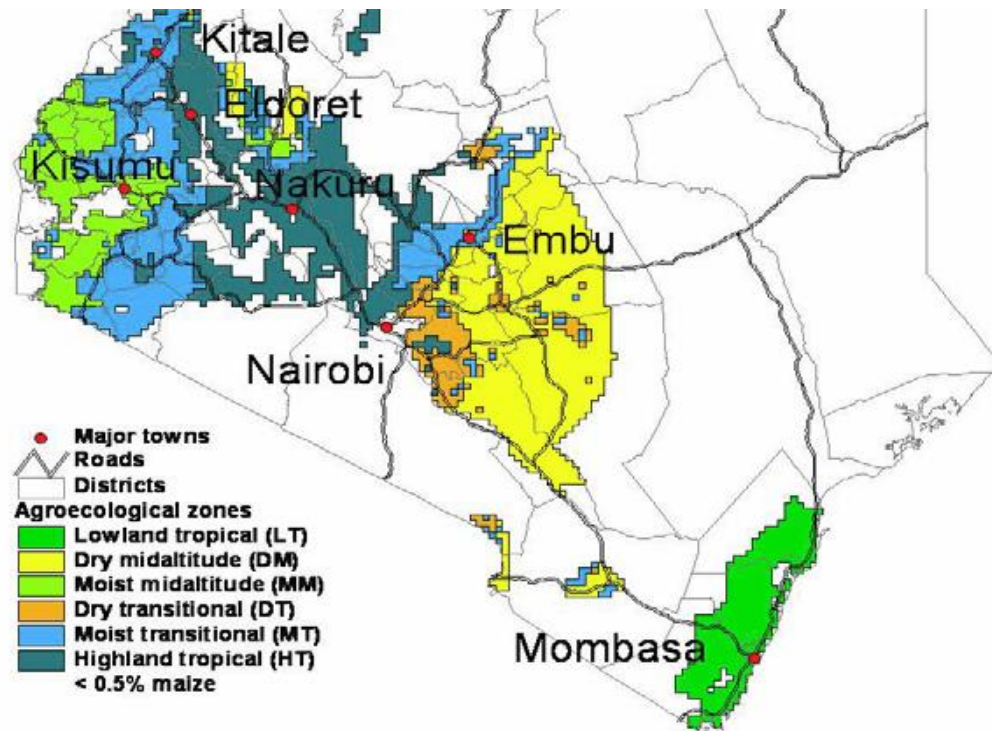 Kitale
Eldoret
Kisumu
Nakuru
Embu
Nairobi
Mombasa
Major towns
Roads
Districts
Agroecological zones
Lowland tropical (LT)
Dry midaltitude (DM)
Moist midaltitude (MM)
Dry transitional (DT)
Moist transitional (MT)
Highland tropical (HT)
< 0.5% maize